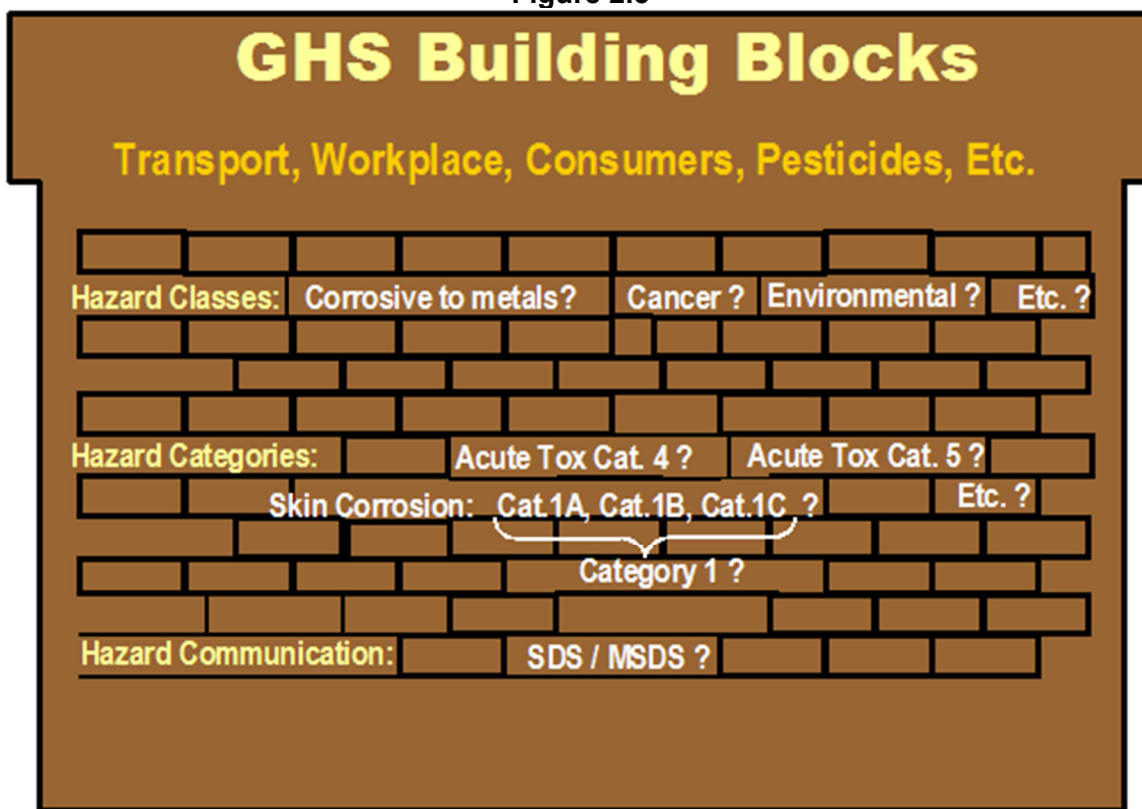 GHS Building Blocks
Transport, Workplace, Consumers, Pesticides, Etc.
Hazard Classes: Corrosive to metals? Cancer ? Environmental ? Etc. ?
Hazard Categories: Acute Tox Cat. 4 ? Acute Tox Cat. 5 ?
Skin Corrosion: Cat.1A, Cat.1B, Cat.1C ? Etc. ?
Category 1 ?
Hazard Communication: SDS / MSDS ?